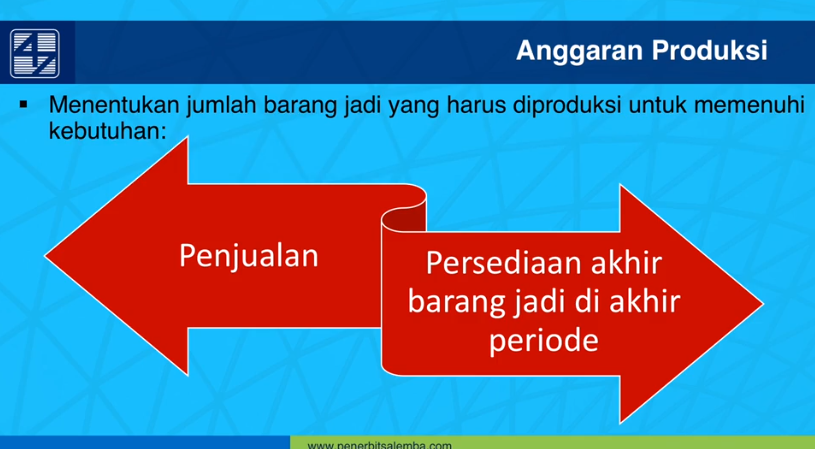 Anggaran Produksi
▪ Menentukan jumlah barang jadi yang harus diproduksi untuk memenuhi
kebutuhan:
Penjualan
Persediaan akhir
barang jadi di akhir
periode
www.penerbitsalemba.com